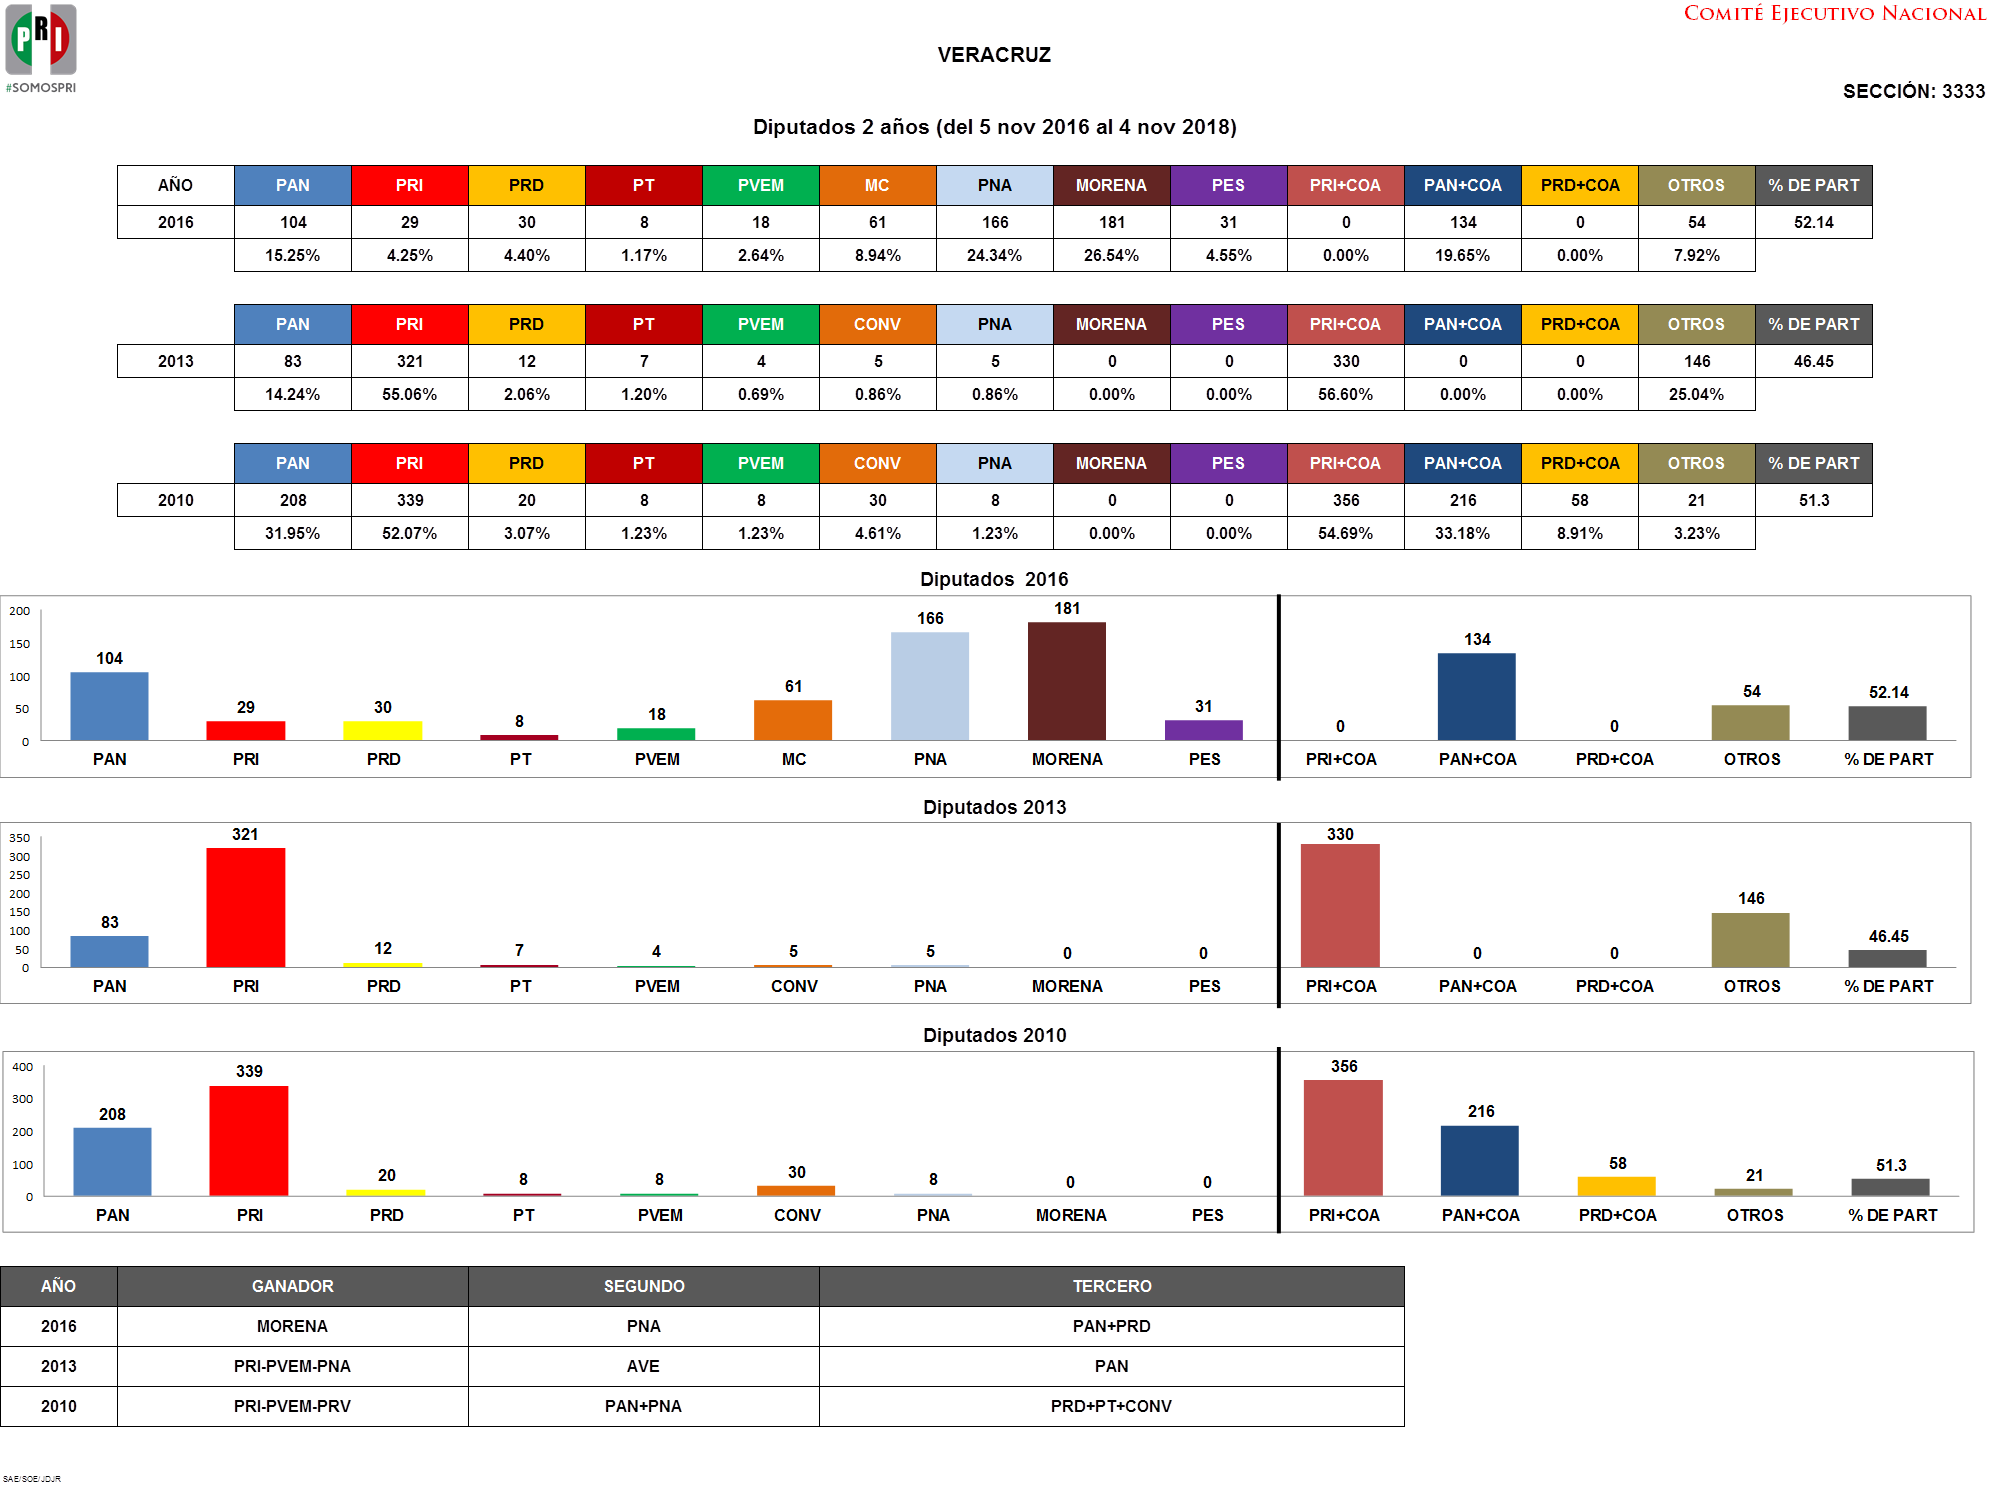 PRI
#SOMOSPRI
COMITÉ EJECUTIVO NACIONAL
VERACRUZ
SECCIÓN: 3333
Diputados 2 años (del 5 nov 2016 al 4 nov 2018)
AÑO PAN PRI PRD PT PVEM MC PNA MORENA PES PRI+COA PAN+COA PRD+COA OTROS % DE PART
2016 104 29 30 8 18 61 166 181 31 0 134 0 54 52.14
15.25% 4.25% 4.40% 1.17% 2.64% 8.94% 24.34% 26.54% 4.55% 0.00% 19.65% 0.00% 7.92%
PAN PRI PRD PT PVEM CONV PNA MORENA PES PRI+COA PAN+COA PRD+COA OTROS % DE PART
2013 83 321 12 7 4 5 5 0 0 330 0 0 146 46.45
14.24% 55.06% 2.06% 1.20% 0.69% 0.86% 0.86% 0.00% 0.00% 56.60% 0.00% 0.00% 25.04%
PAN PRI PRD PT PVEM CONV PNA MORENA PES PRI+COA PAN+COA PRD+COA OTROS % DE PART
2010 208 339 20 8 8 30 8 0 0 356 216 58 21 51.3
31.95% 52.07% 3.07% 1.23% 1.23% 4.61% 1.23% 0.00% 0.00% 54.69% 33.18% 8.91% 3.23%
Diputados 2016
200
150
100
50
0
104 29 30 8 18 61 166 181 31 0 134 0 54 52.14
PAN PRI PRD PT PVEM MC PNA MORENA PES PRI+COA PAN+COA PRD+COA OTROS % DE PART
Diputados 2013
350
300
250
200
150
100
50
0
83 321 12 7 4 5 5 0 0 330 0 0 146 46.45
PAN PRI PRD PT PVEM CONV PNA MORENA PES PRI+COA PAN+COA PRD+COA OTROS % DE PART
Diputados 2010
400
300
200
100
0
208 339 20 8 8 30 8 0 0 356 216 58 21 51.3
PAN PRI PRD PT PVEM CONV PNA MORENA PES PRI+COA PAN+COA PRD+COA OTROS % DE PART
AÑO GANADOR SEGUNDO TERCERO
2016 MORENA PNA PAN+PRD
2013 PRI-PVEM-PNA AVE PAN
2010 PRI-PVEM-PRV PAN+PNA PRD+PT+CONV
SAE/SOE/JDJR